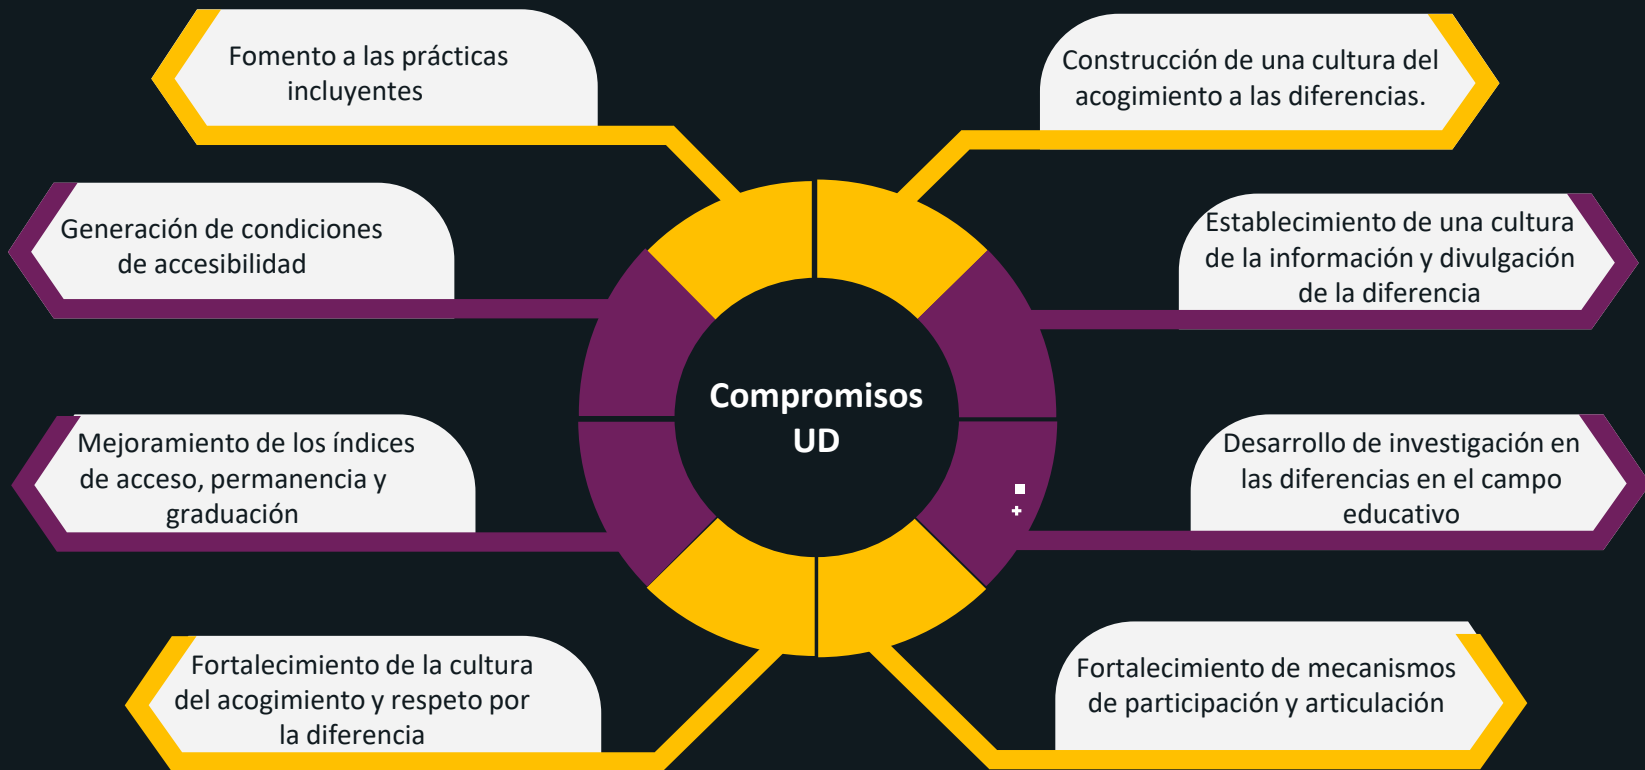 Fomento a las prácticas
incluyentes
Construcción de una cultura del
acogimiento a las diferencias.
Generación de condiciones
de accesibilidad
Establecimiento de una cultura
de la información y divulgación
de la diferencia
Compromisos
UD
Mejoramiento de los índices
de acceso, permanencia y
graduación
Desarrollo de investigación en
las diferencias en el campo
educativo
Fortalecimiento de la cultura
del acogimiento y respeto por
la diferencia
Fortalecimiento de mecanismos
de participación y articulación